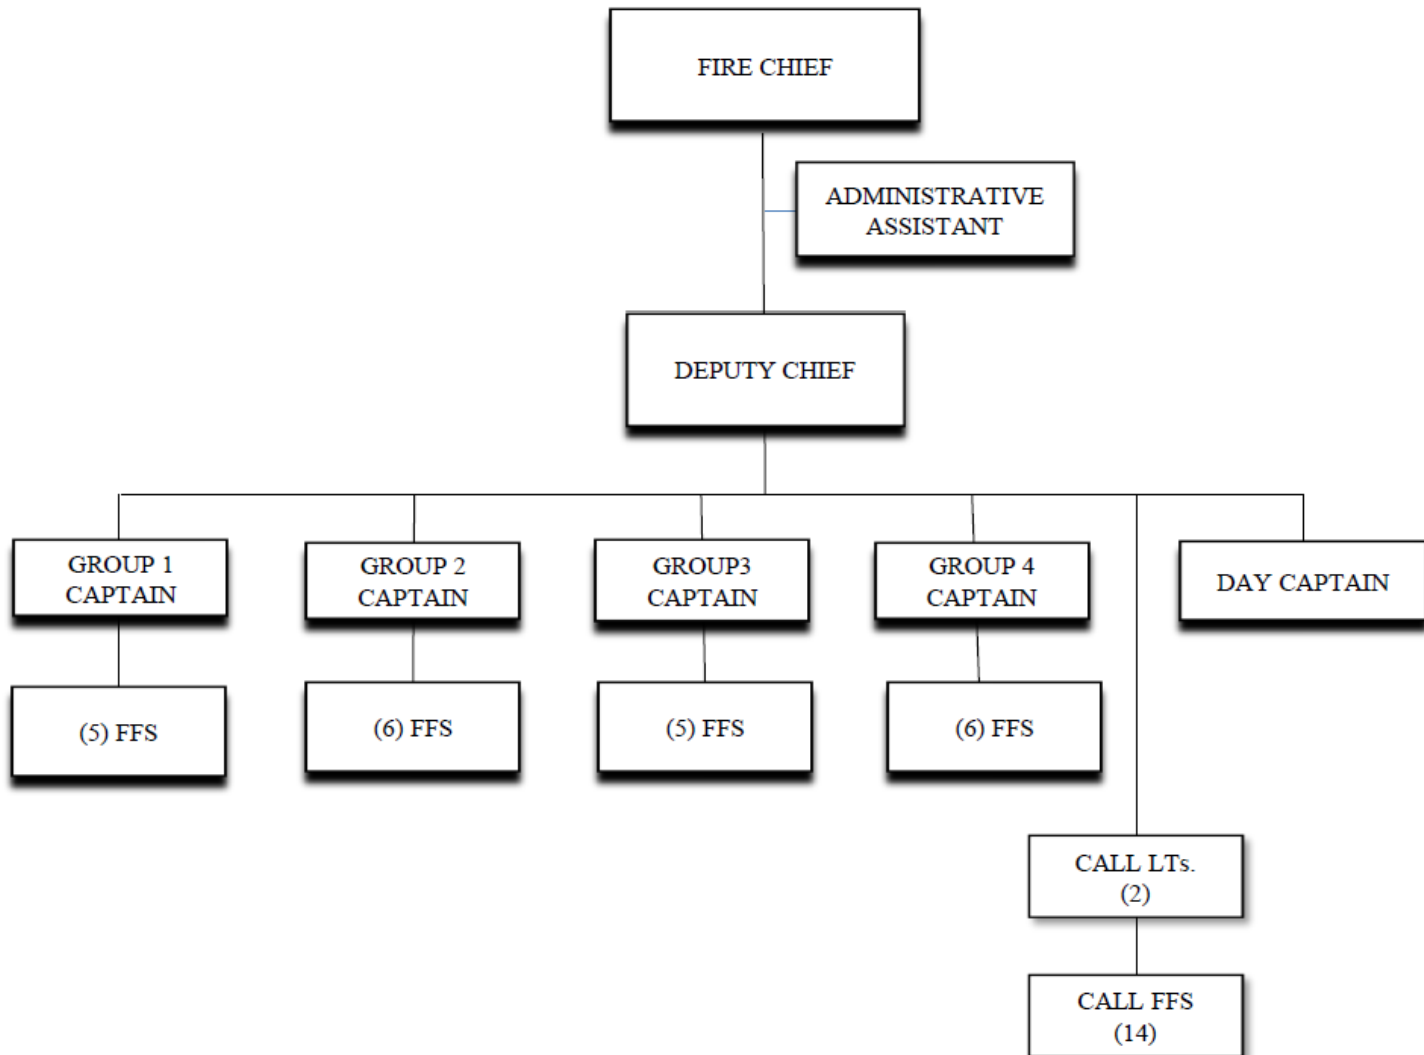 FIRE CHIEF
ADMINISTRATIVE
ASSISTANT
DEPUTY CHIEF
GROUP 1
CAPTAIN
GROUP 2
CAPTAIN
GROUP3
CAPTAIN
GROUP 4
CAPTAIN
DAY CAPTAIN
(5) FFS
(6) FFS
(5) FFS
(6) FFS
CALL LTs.
(2)
CALL FFS
(14)